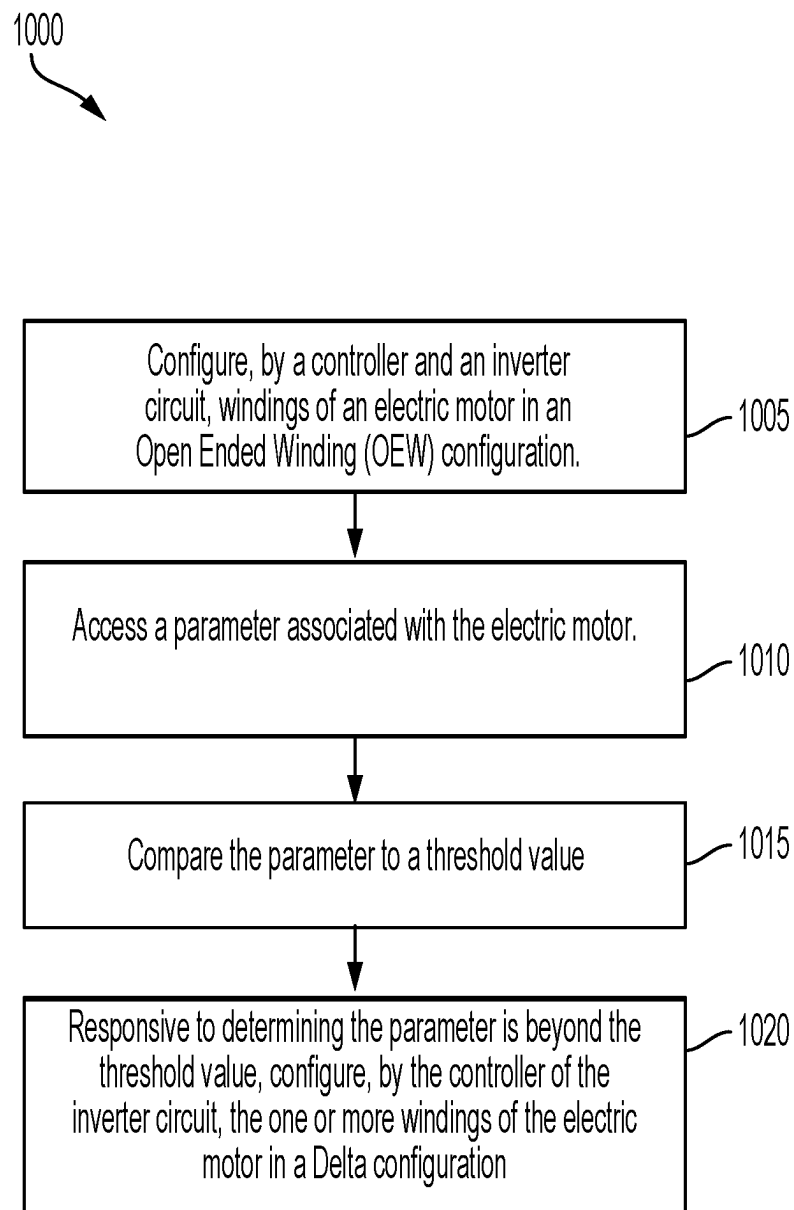 1000
Configure, by a controller and an inverter
circuit, windings of an electric motor in an
Open Ended Winding (OEW) configuration.
1005
Access a parameter associated with the electric motor.
1010
Compare the parameter to a threshold value
1015
Responsive to determining the parameter is beyond the
threshold value, configure, by the controller of the
inverter circuit, the one or more windings of the electric
motor in a Delta configuration
1020